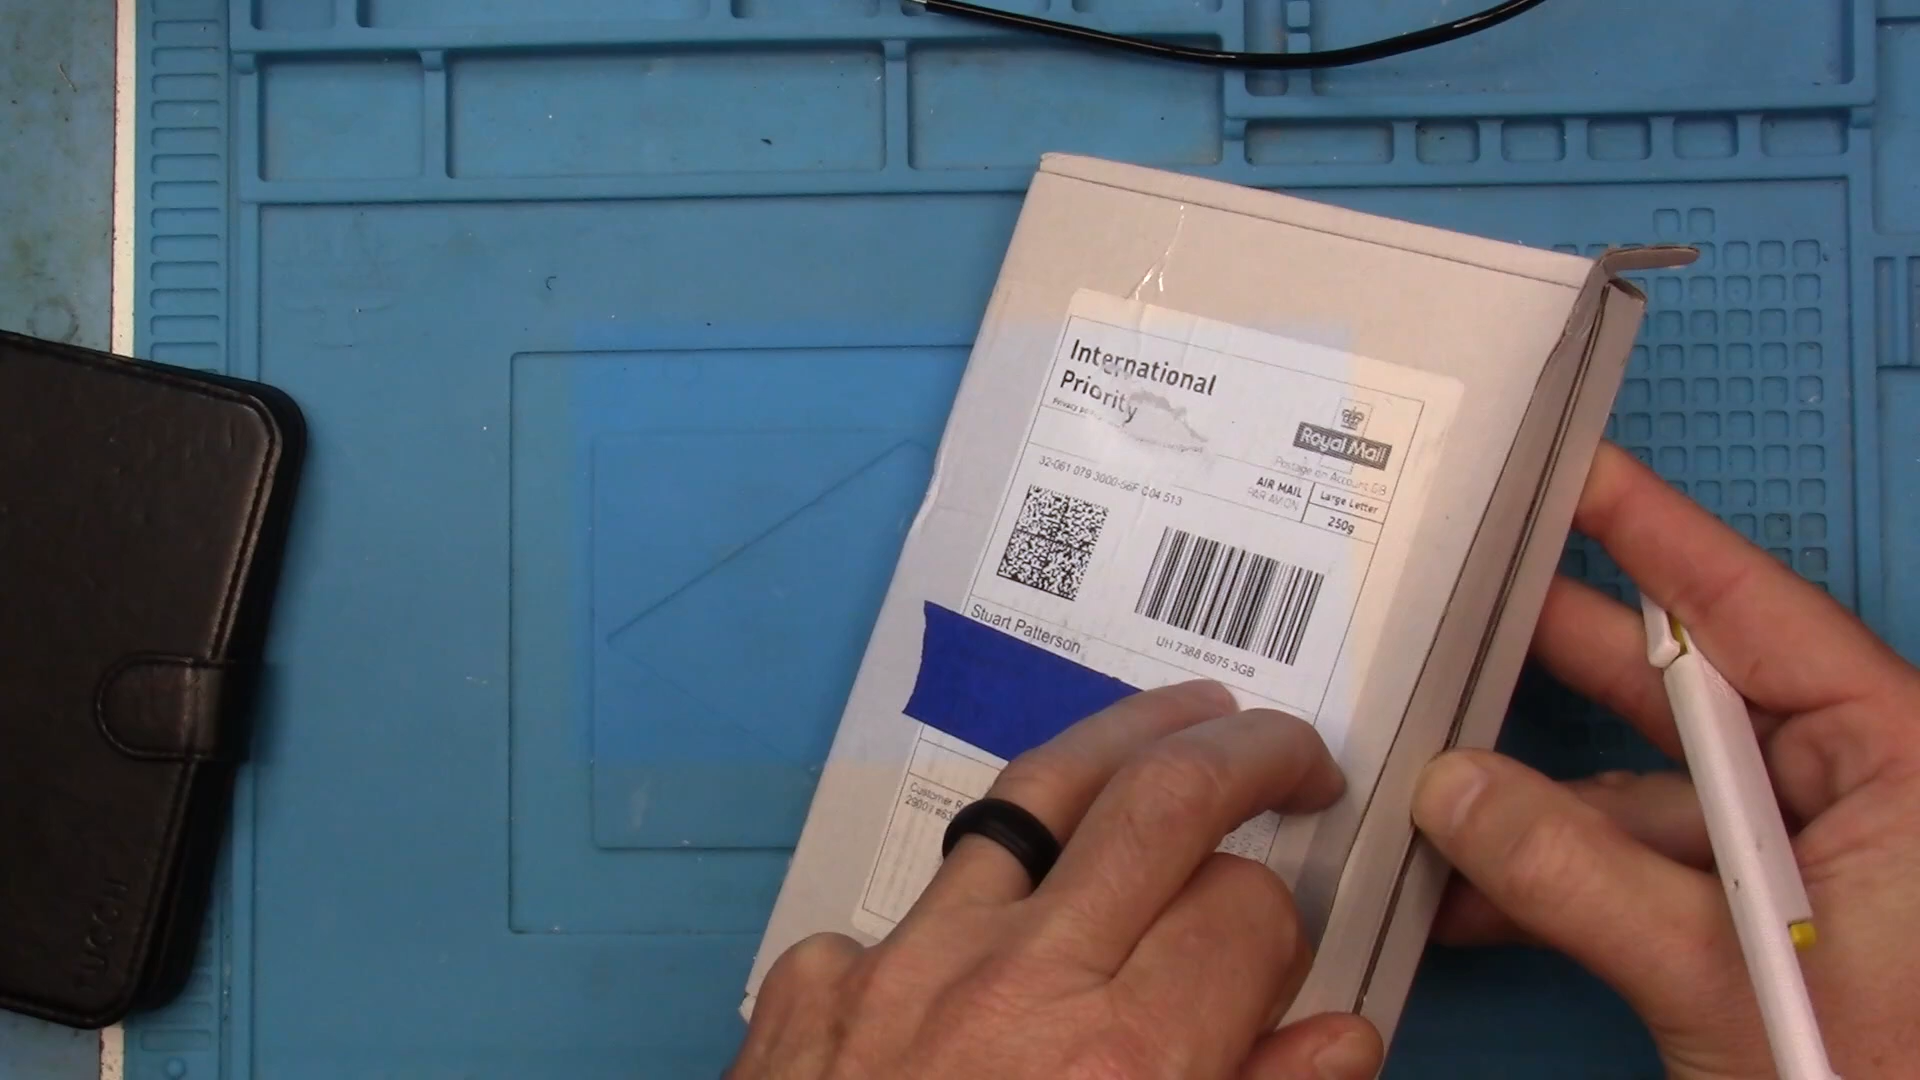 International
Priority
Royal Mail
Postage on Account GB
32-061 079 3000-56F C04 513
AIR MAIL
PAR AVION
Large Letter
250g
UH 7388 6975 3GB
Stuart Patterson
Customer